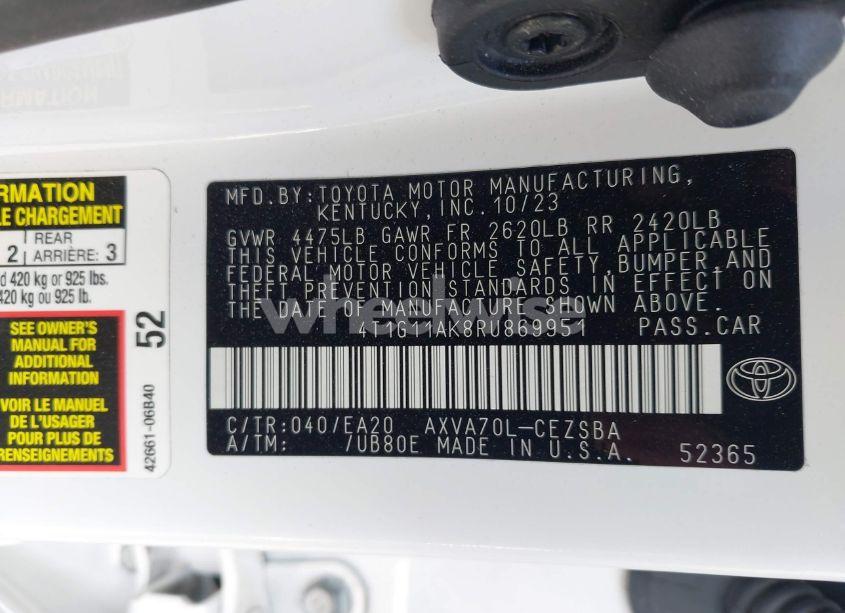 RMATION
LE CHARGEMENT
2 REAR ARRIÈRE: 3
d 420 kg or 925 lbs.
420 kg ou 925 lb.
SEE OWNER'S
MANUAL FOR
ADDITIONAL
INFORMATION
VOIR LE MANUEL
DE L'USAGER
POUR PLUS DE
RENSEIGNEMENTS
52
42661-06B40
MFD.BY:TOYOTA MOTOR MANUFACTURING,
KENTUCKY,INC.10/23
GVWR 4475LB GAWR FR 2620LB RR 2420LB
THIS VEHICLE CONFORMS TO ALL APPLICABLE
FEDERAL MOTOR VEHICLE SAFETY,BUMPER,AND
THEFT PREVENTION STANDARDS IN EFFECT ON
THE DATE OF MANUFACTURE SHOWN ABOVE.
PASS.CAR
C/TR:040/EA20 AXVA70L-CEZSBA
A/TM: 7UB80E MADE IN U.S.A. 52365
wheelwise